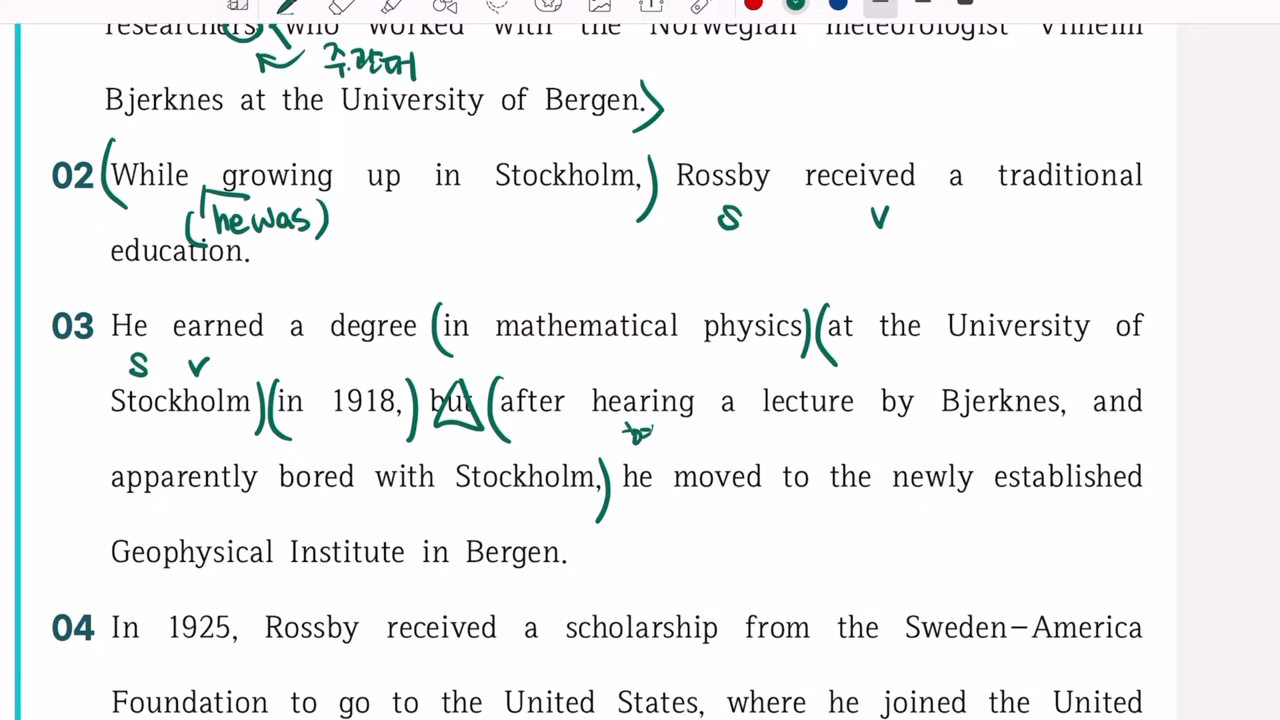 researchers, who worked with the Norwegian meteorologist Vilhelm
주.관.대
Bjerknes at the University of Bergen.
02 While growing up in Stockholm, Rossby received a traditional
(he was) S V
education.
03 He earned a degree in mathematical physics at the University of
S V
Stockholm in 1918, but after hearing a lecture by Bjerknes, and
apparently bored with Stockholm, he moved to the newly established
Geophysical Institute in Bergen.
04 In 1925, Rossby received a scholarship from the Sweden-America
Foundation to go to the United States, where he joined the United